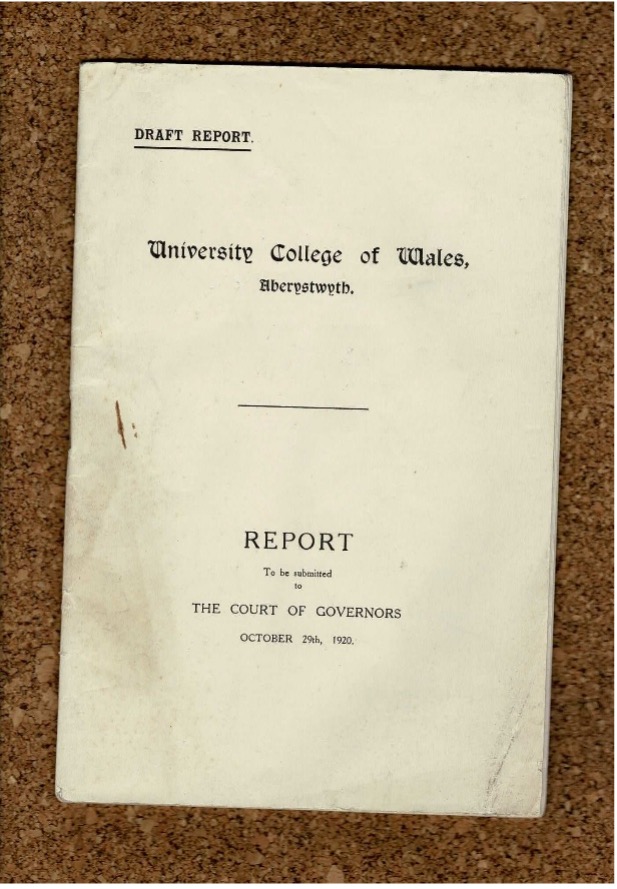 DRAFT REPORT.
University College of Wales,
Aberystwyth.
REPORT
To be submitted
to
THE COURT OF GOVERNORS
OCTOBER 29th, 1920.